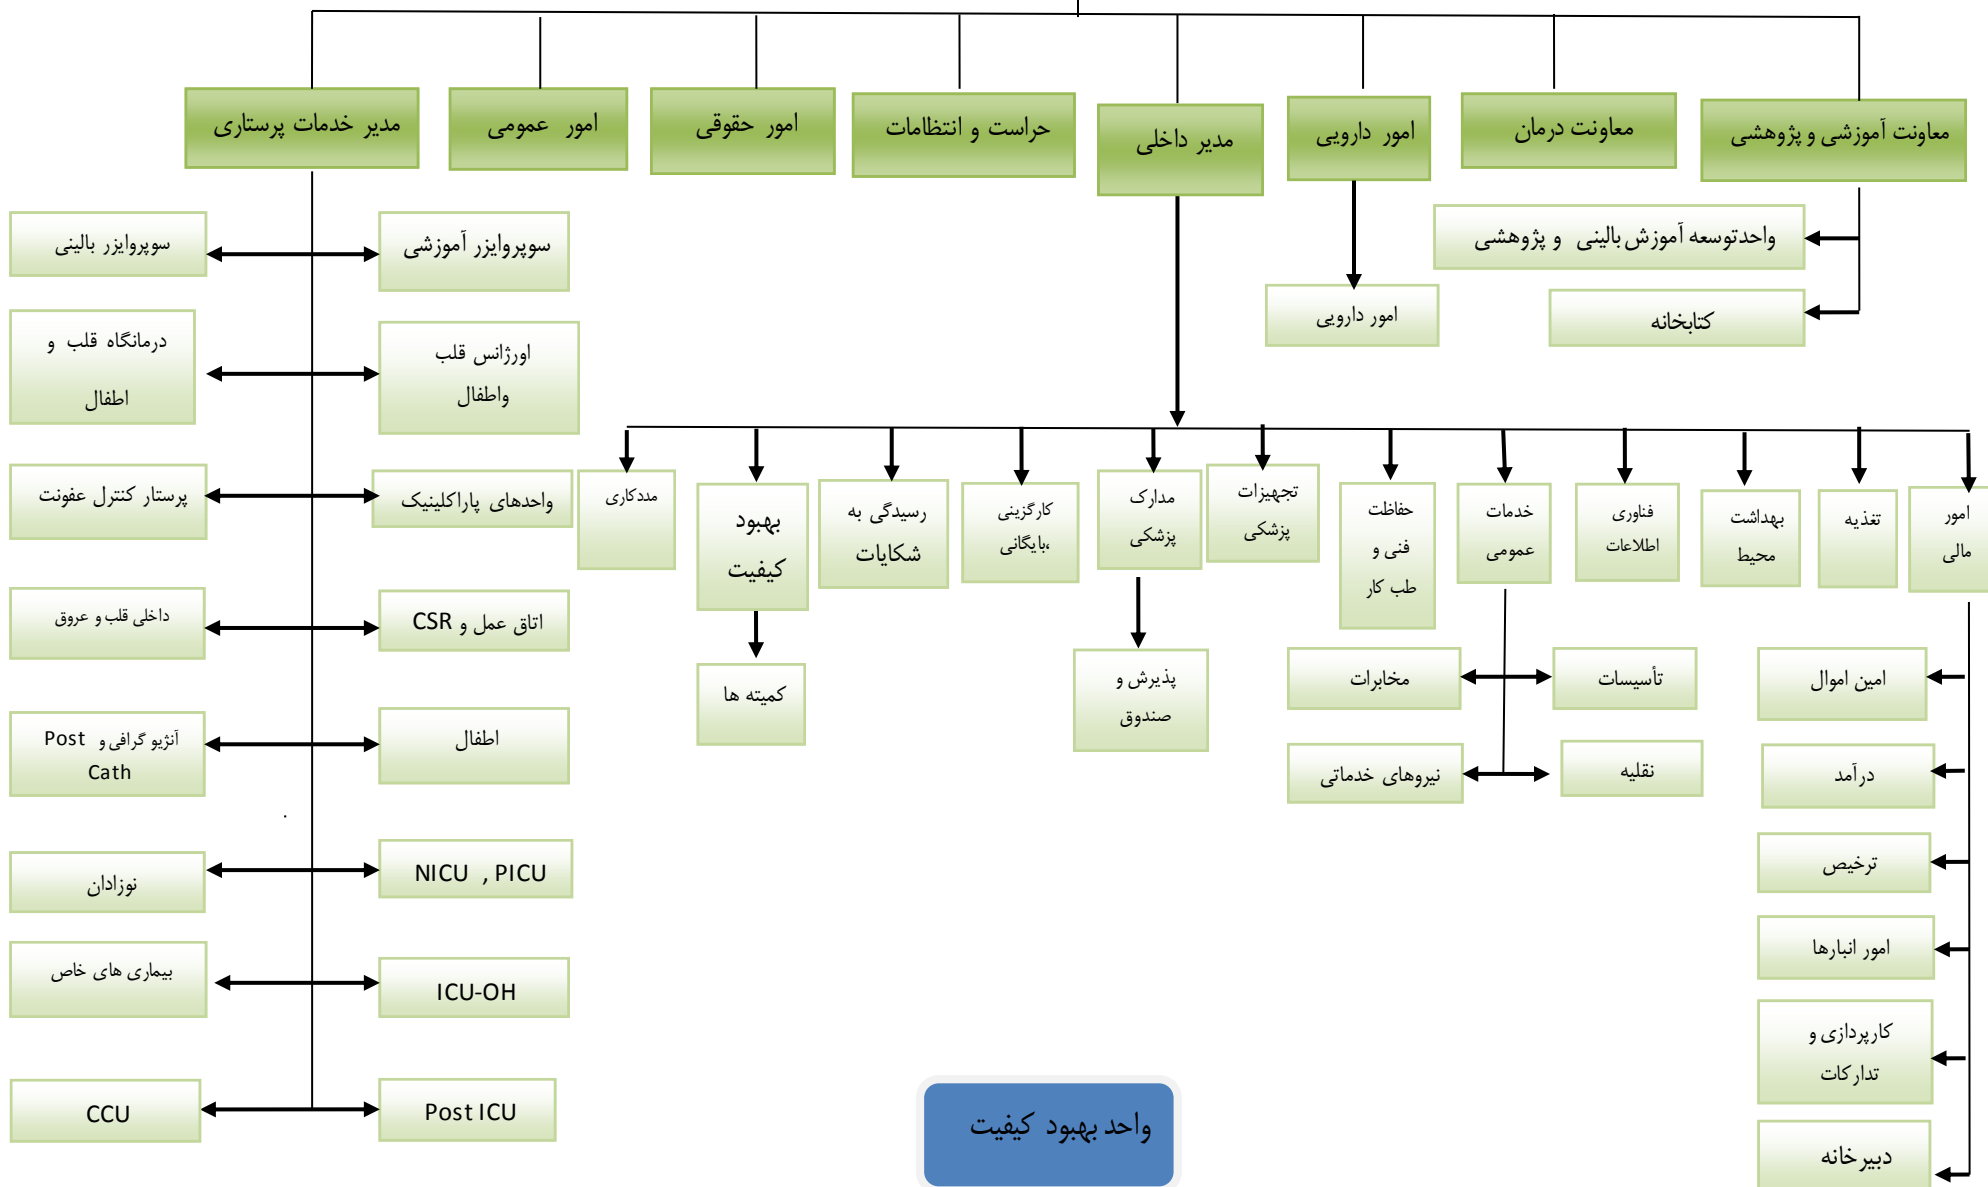 معاونت آموزشی و پژوهشی
معاونت درمان
امور دارویی
مدیر داخلی
حراست و انتظامات
امور حقوقی
امور عمومی
مدیر خدمات پرستاری
واحدتوسعه آموزش بالینی و پژوهشی
کتابخانه
امور دارویی
سوپروایزر آموزشی
سوپروایزر بالینی
اورژانس قلب
واطفال
درمانگاه قلب و
اطفال
واحدهای پاراکلینیک
پرستار کنترل عفونت
اتاق عمل و CSR
داخلی قلب و عروق
اطفال
آنژیو گرافی و Post
Cath
NICU , PICU
نوزادان
ICU-OH
بیماری های خاص
Post ICU
CCU
امور
مالی
تغذیه
بهداشت
محیط
فناوری
اطلاعات
خدمات
عمومی
حفاظت
فنی و
طب کار
تجهیزات
پزشکی
مدارک
پزشکی
کارگزینی
،بایگانی
رسیدگی به
شکایات
بهبود
کیفیت
مددکاری
امین اموال
درآمد
ترخیص
امور انبارها
کارپردازی و
تدارکات
دبیرخانه
تأسیسات
مخابرات
نقلیه
نیروهای خدماتی
پذیرش و
صندوق
کمیته ها
واحد بهبود کیفیت